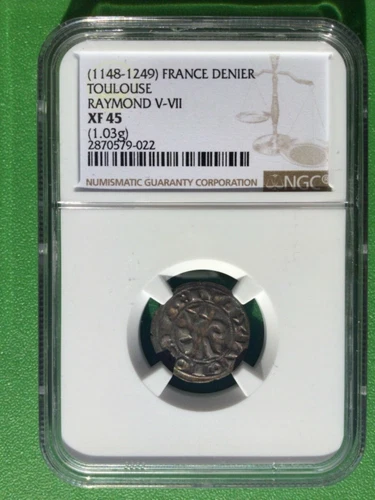 (1148-1249) FRANCE DENIER
TOULOUSE
RAYMOND V-VII
XF 45
(1.03g)
2870579-022
NUMISMATIC GUARANTY CORPORATION NGC®